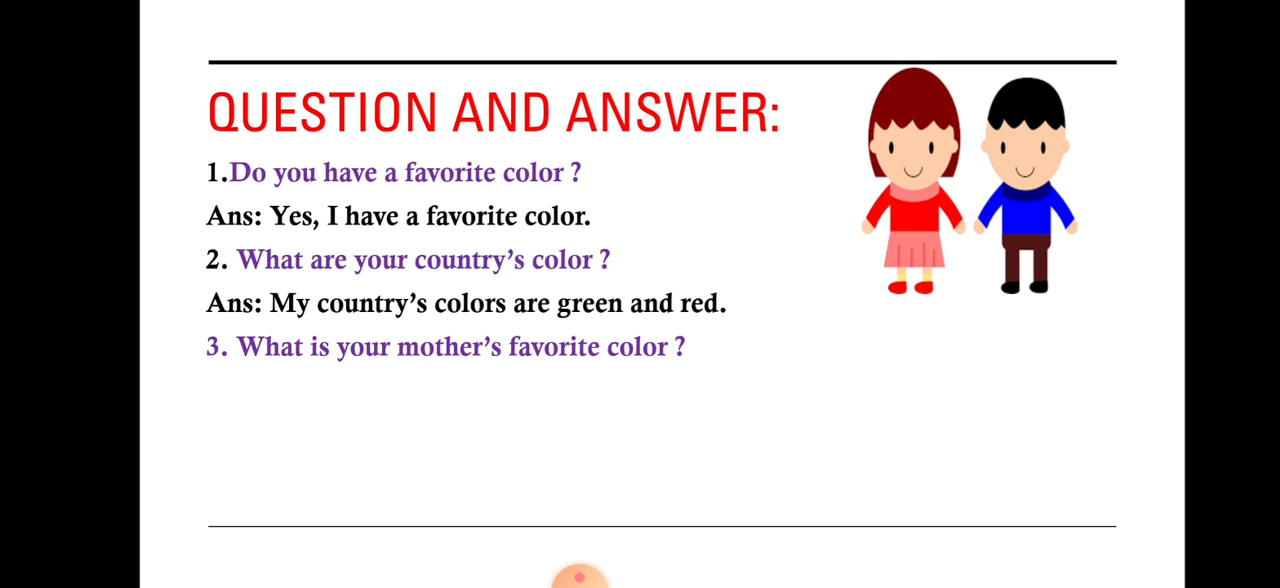 QUESTION AND ANSWER:
1.Do you have a favorite color ?
Ans: Yes, I have a favorite color.
2. What are your country’s color ?
Ans: My country’s colors are green and red.
3. What is your mother’s favorite color ?